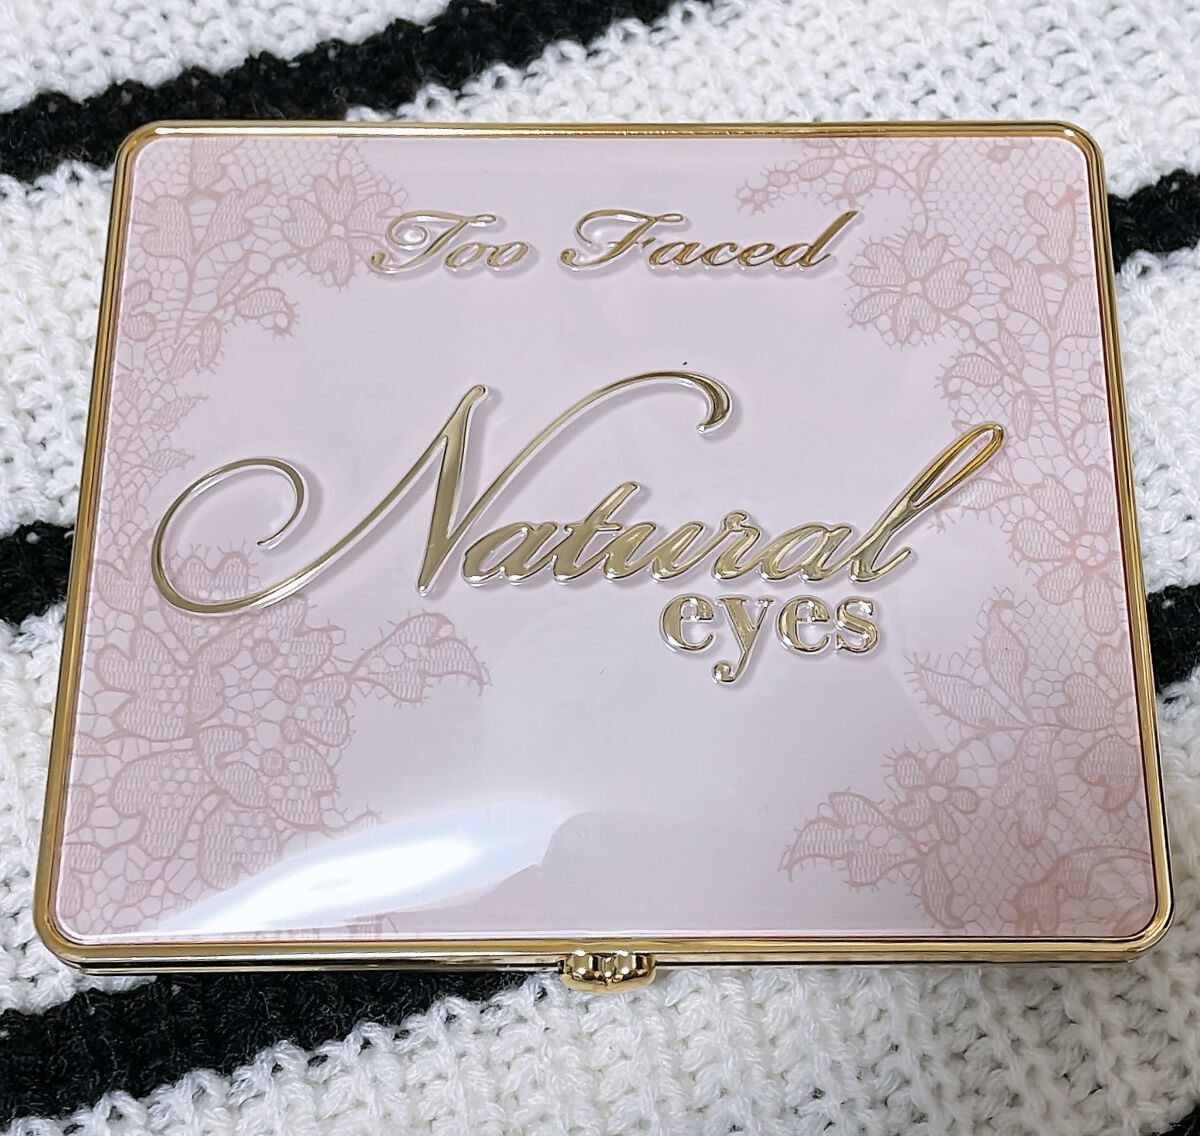 Too Faced
Natural
eyes